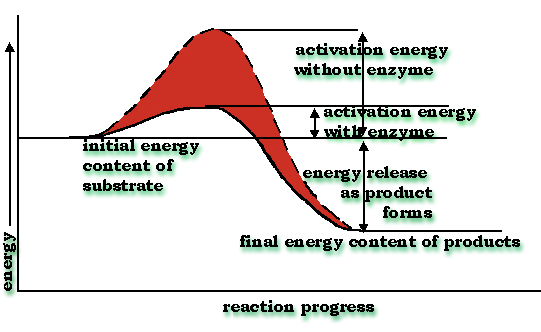 activation energy
without enzyme
activation energy
with enzyme
initial energy
content of
substrate
energy release
as product
forms
final energy content of products
energy
reaction progress